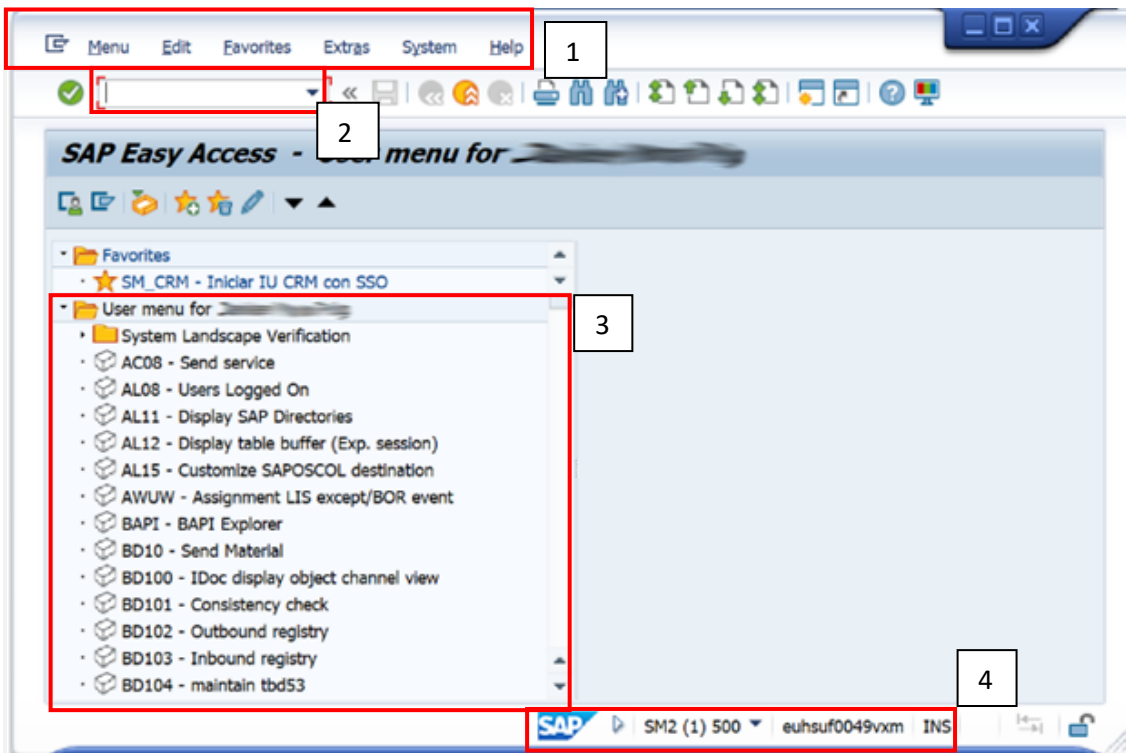 Menu Edit Favorites Extras System Help
1
2
SAP Easy Access - User menu for
Favorites
SM_CRM - Iniciar IU CRM con SSO
User menu for
3
System Landscape Verification
AC08 - Send service
AL08 - Users Logged On
AL11 - Display SAP Directories
AL12 - Display table buffer (Exp. session)
AL15 - Customize SAPOSCOL destination
AWUW - Assignment LIS except/BOR event
BAPI - BAPI Explorer
BD10 - Send Material
BD100 - IDoc display object channel view
BD101 - Consistency check
BD102 - Outbound registry
BD103 - Inbound registry
BD104 - maintain tbd53
4
SAP SM2 (1) 500 euhsuf0049vxm INS